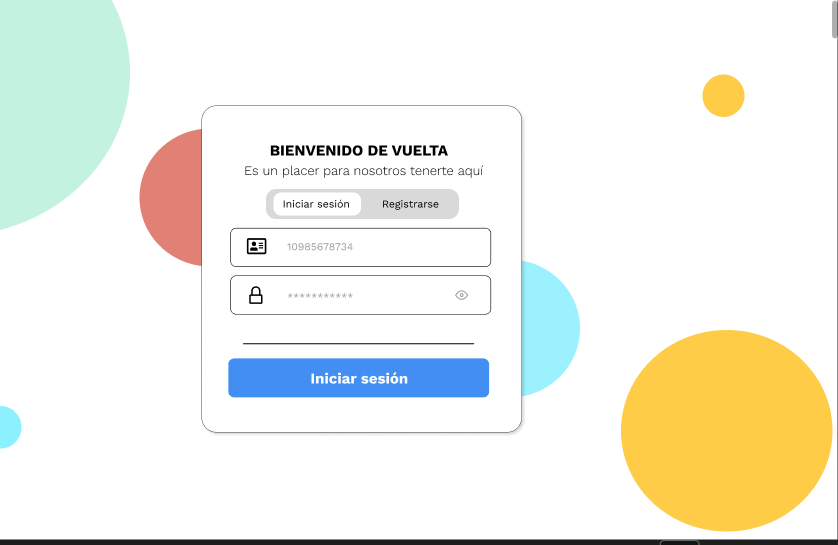 BIENVENIDO DE VUELTA
Es un placer para nosotros tenerte aquí
Iniciar sesión Registrarse
10985678734
***********
Iniciar sesión